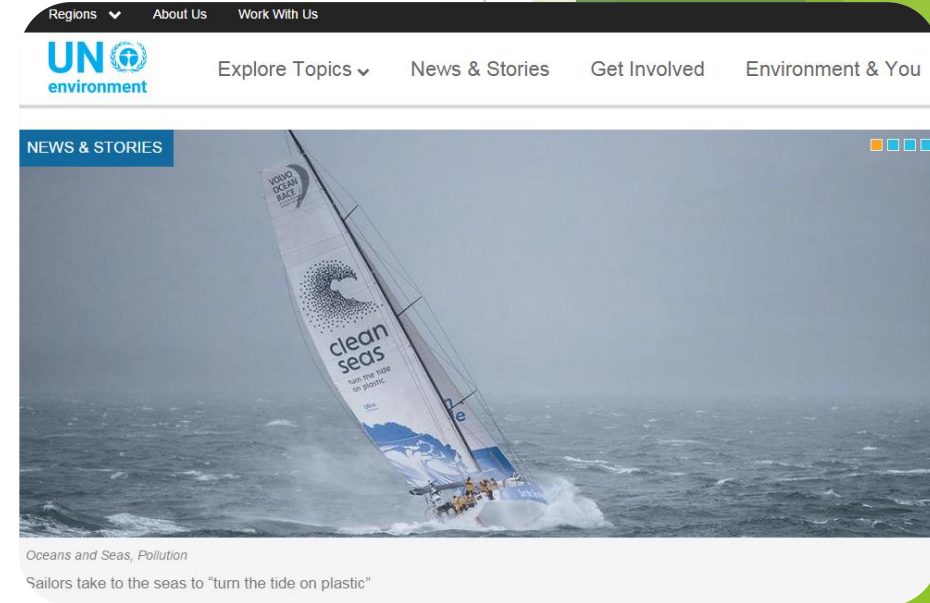 Regions About Us Work With Us
UN
environment
Explore Topics News & Stories Get Involved Environment & You
NEWS & STORIES
VOLVO
OCEAN
RACE
clean
seas
turn the tide
on plastic
Oceans and Seas, Pollution
Sailors take to the seas to “turn the tide on plastic”